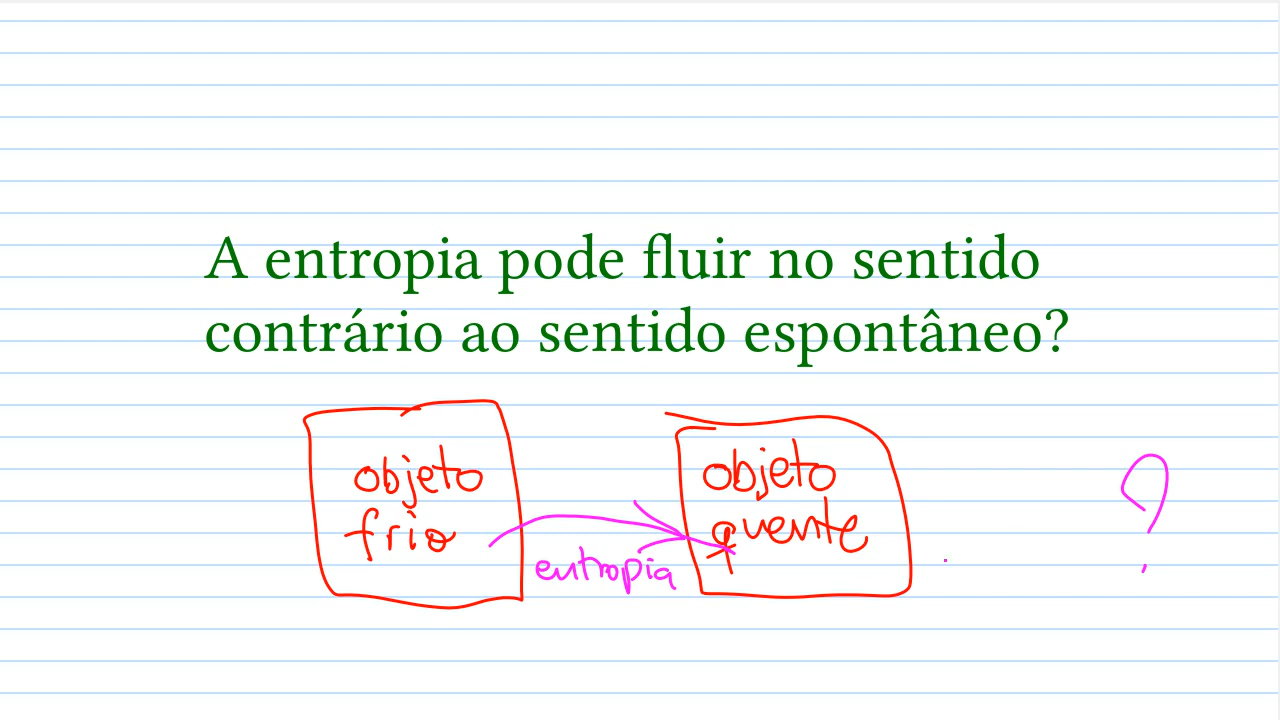 A entropia pode fluir no sentido
contrário ao sentido espontâneo?
objeto
frio
entropia
objeto
quente
?